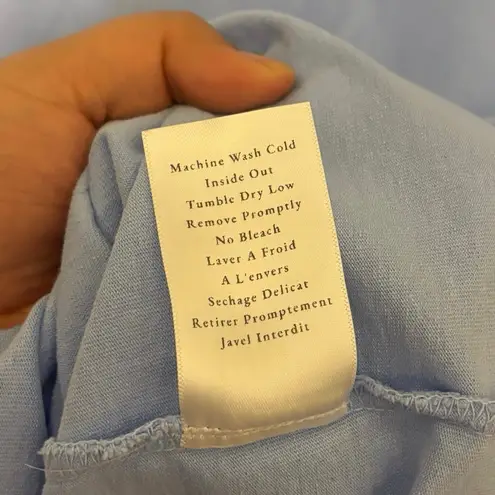 Machine Wash Cold
Inside Out
Tumble Dry Low
Remove Promptly
No Bleach
Laver A Froid
A L'envers
Sechage Delicat
Retirer Promptement
Javel Interdit